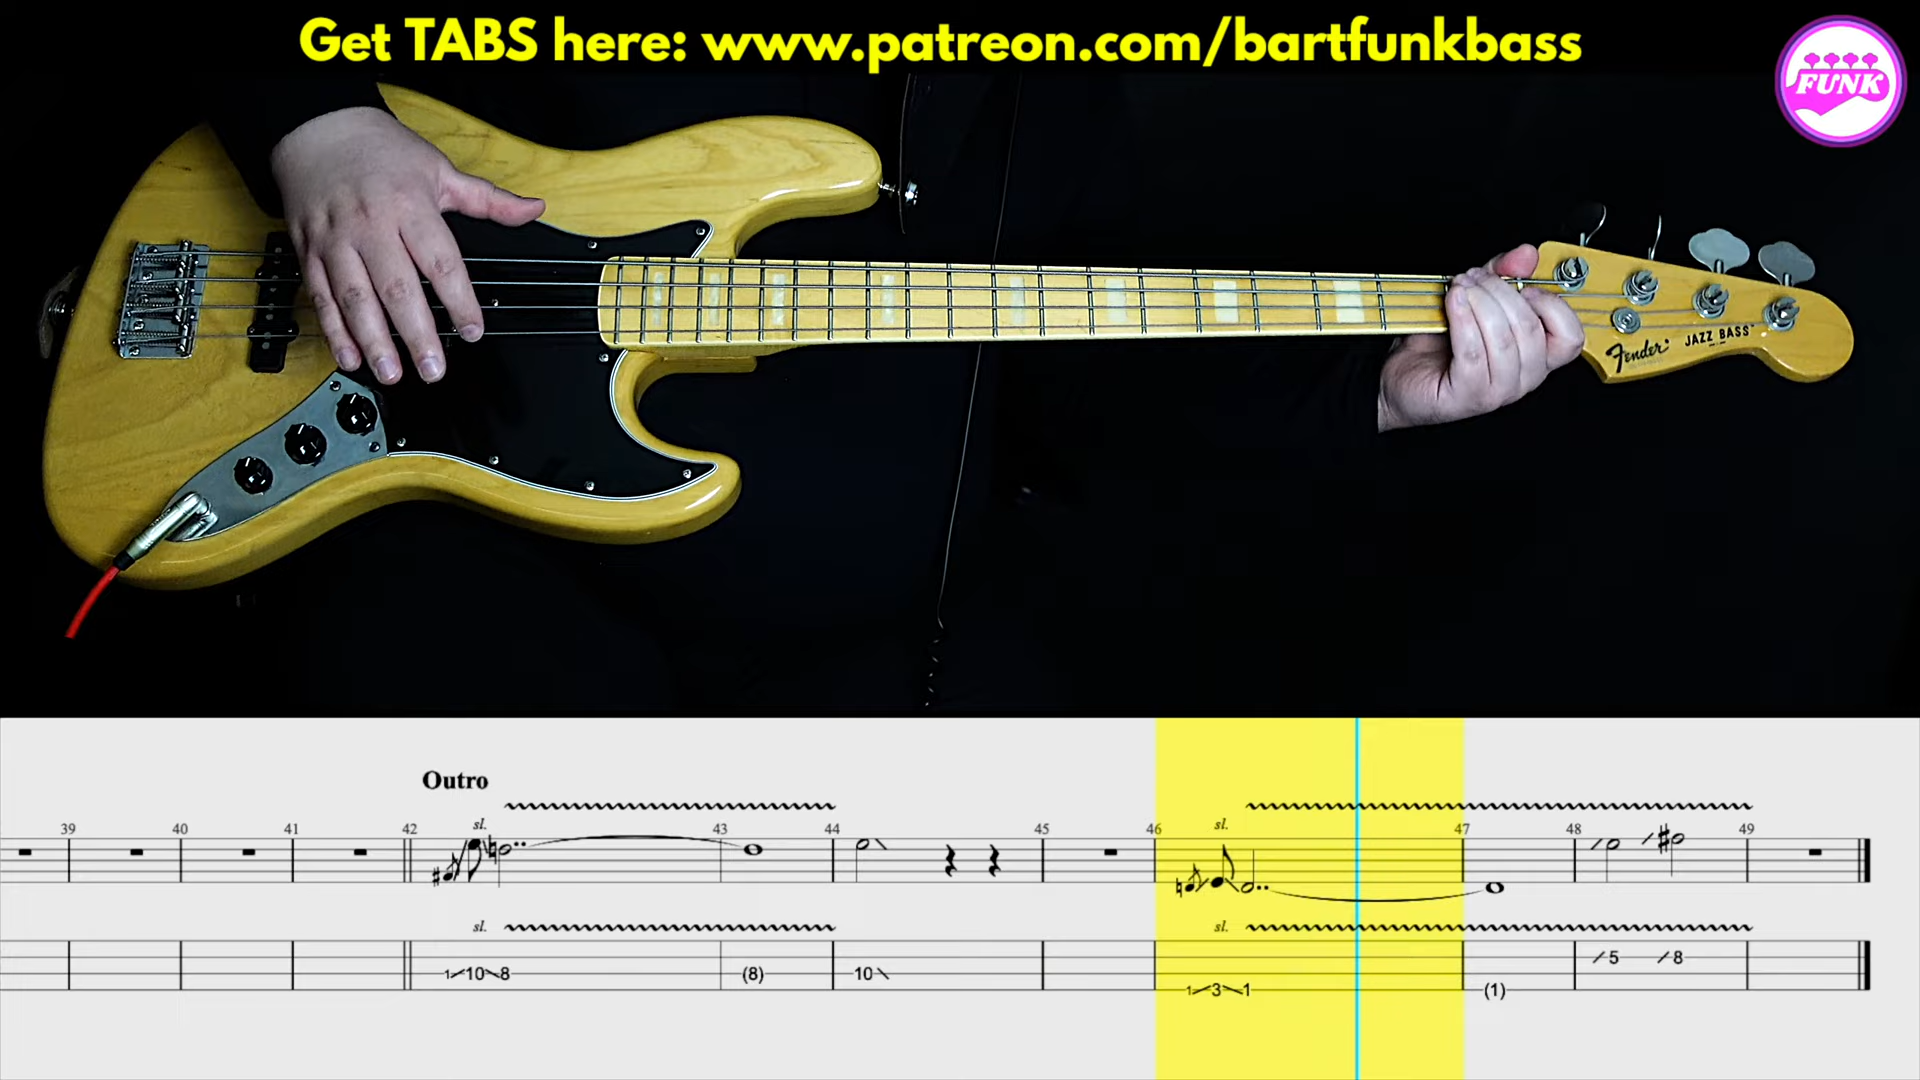 Get TABS here: www.patreon.com/bartfunkbass
FUNK
Fender JAZZ BASS
Outro
39 40 41 42 sl. 43 44 45 46 sl. 47 48 49
sl. sl.
1 10 8 (8) 10 1 3 1 (1) 5 8